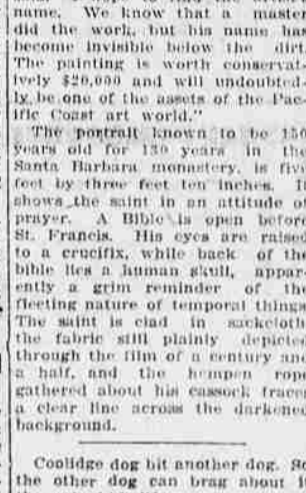 name. We know that a master
did the work, but his name has
become invisible below the dirt.
The painting is worth conservat-
ively $20,000 and will undoubted-
ly be one of the assets of the Pac-
ific Coast art world."
The portrait known to be 150
years old for 130 years in the
Santa Barbara monastery, is five
feet by three feet ten inches. It
shows the saint in an attitude of
prayer. A Bible is open before
St. Francis. His eyes are raised
to a crucifix, while back of the
bible lies a human skull, appar-
ently a grim reminder of the
fleeting nature of temporal things.
The saint is clad in sackcloth
the fabric still plainly depicted
through the film of a century and
a half, and the hempen rope
gathered about his cassock traces
a clear line across the darkened
background.
Coolidge dog bit another dog. So
the other dog can brag about